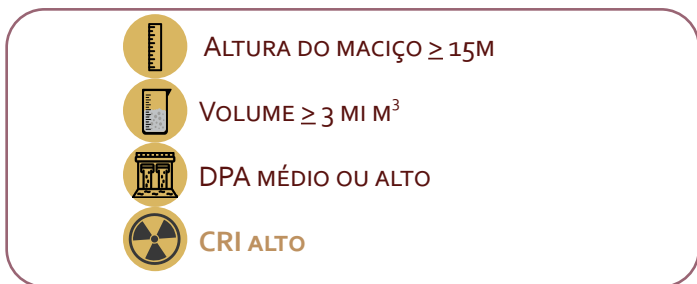 ALTURA DO MACIÇO ≥ 15M
VOLUME ≥ 3 MI M³
DPA MÉDIO OU ALTO
CRI ALTO